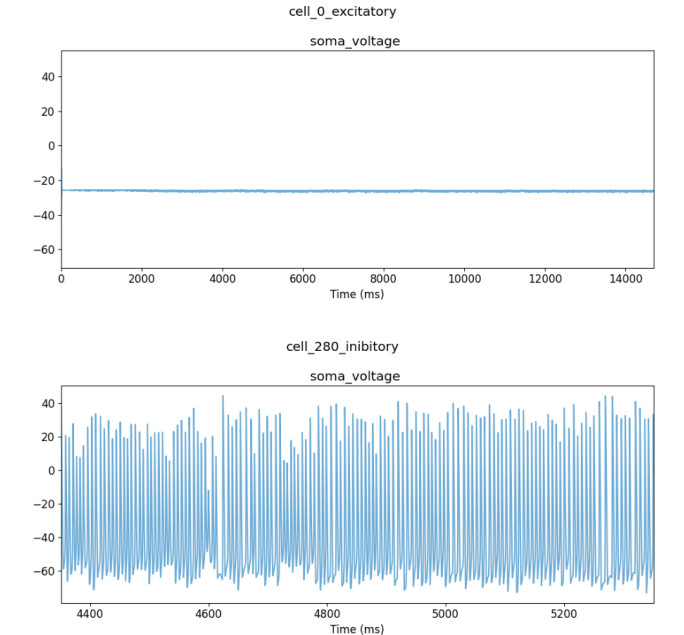 cell_0_excitatory
soma_voltage
40
20
0
−20
−40
−60
0 2000 4000 6000 8000 10000 12000 14000
Time (ms)
cell_280_inibitory
soma_voltage
40
20
0
−20
−40
−60
4400 4600 4800 5000 5200
Time (ms)